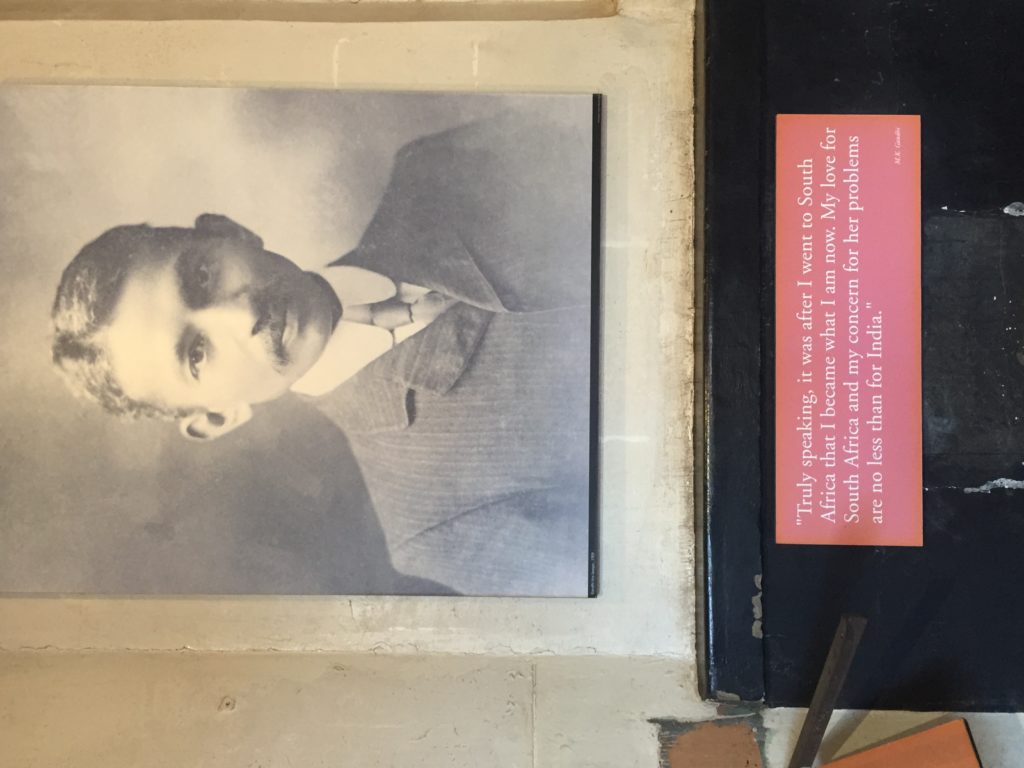 "Truly speaking, it was after I went to South
Africa that I became what I am now. My love for
South Africa and my concern for her problems
are no less than for India."
M.K. Gandhi